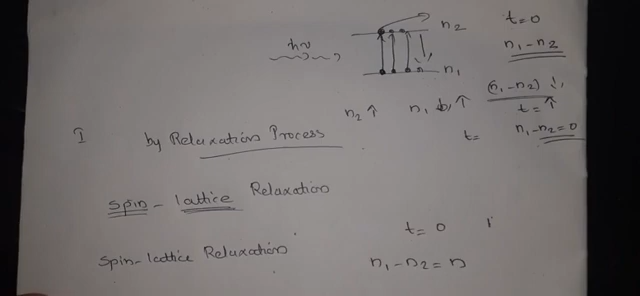 n₂ t=0
hν
n₁ - n₂
n₁
(n₁-n₂) ↓
n₂ ↑ n₁ ↓ ↑ t= ↑
I by Relaxation Process t= n₁-n₂=0
Spin - lattice Relaxation
t= 0
Spin-lattice Relaxation n₁-n₂= n